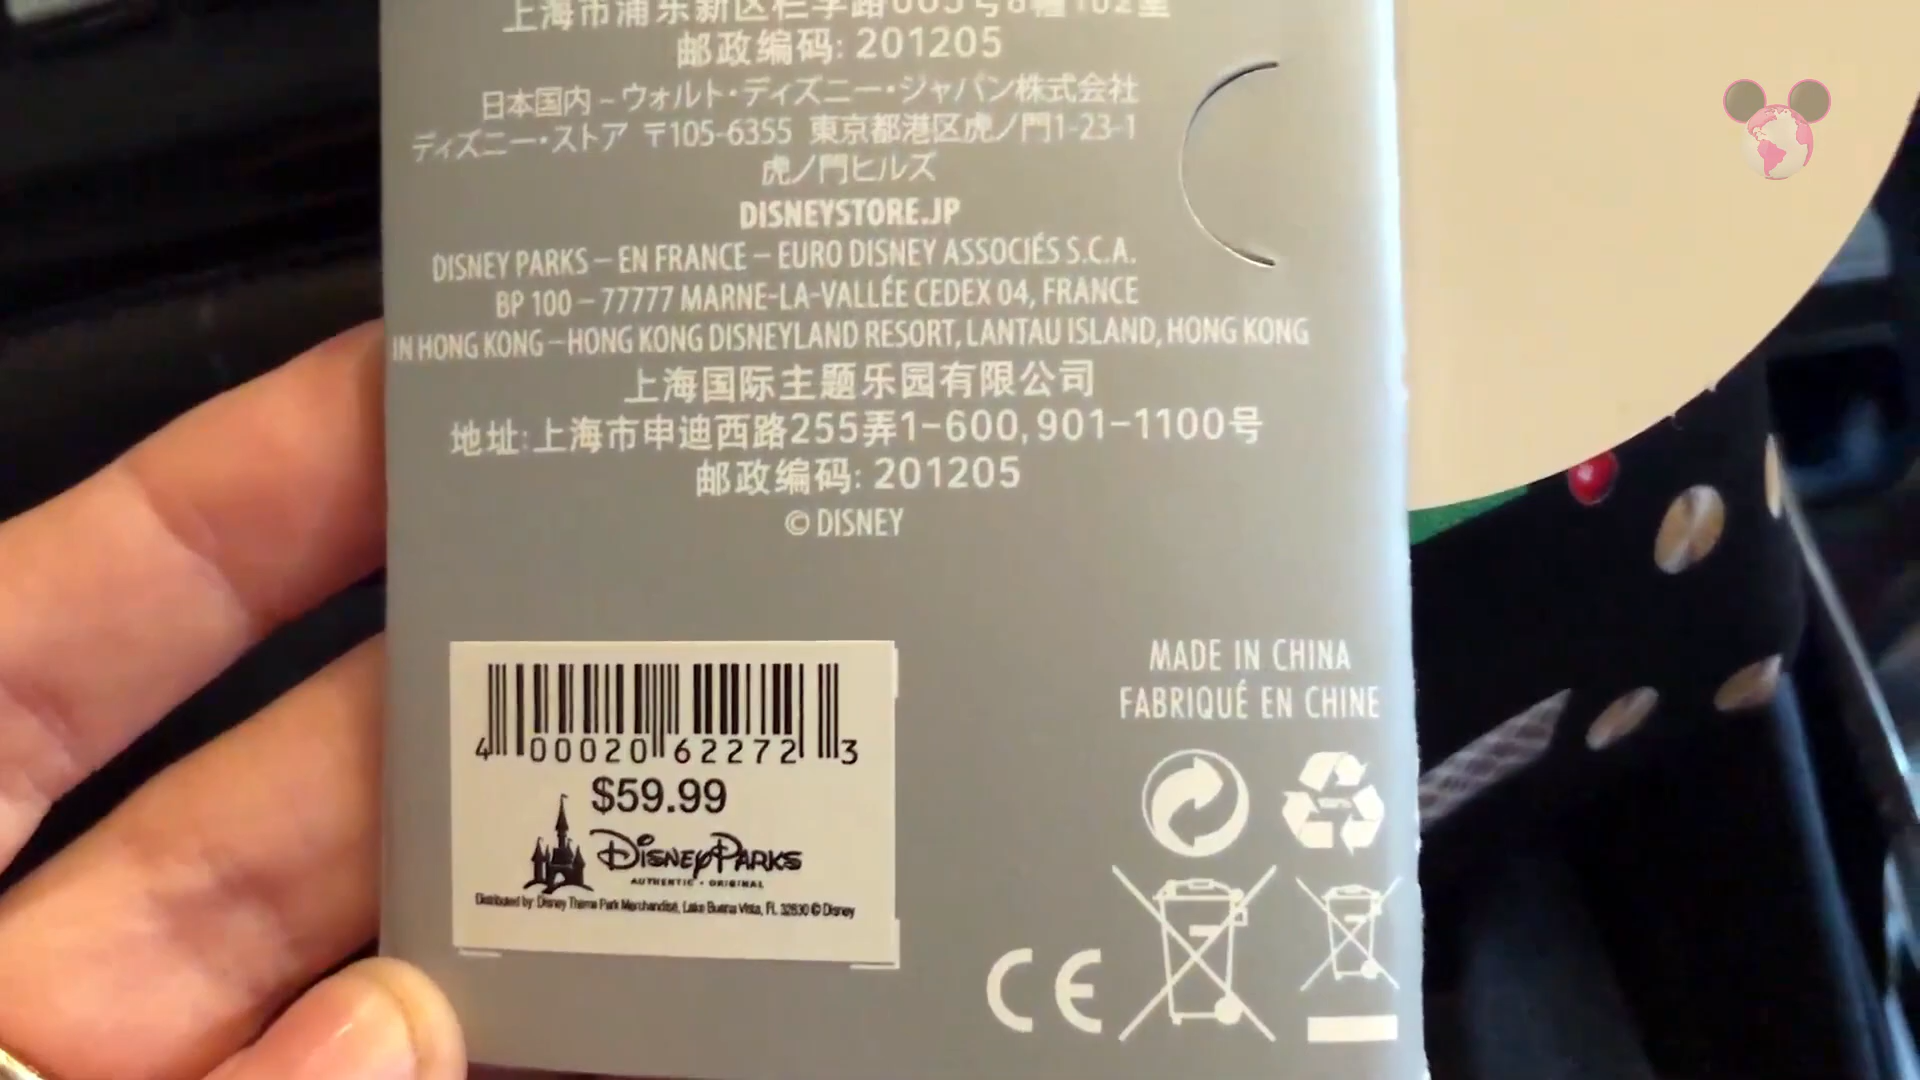 邮政编码: 201205
日本国内 – ウォルト・ディズニー・ジャパン株式会社
ディズニー・ストア 〒105-6355 東京都港区虎ノ門1-23-1
虎ノ門ヒルズ
DISNEYSTORE.JP
DISNEY PARKS – EN FRANCE – EURO DISNEY ASSOCIÉS S.C.A.
BP 100 – 77777 MARNE-LA-VALLÉE CEDEX 04, FRANCE
IN HONG KONG – HONG KONG DISNEYLAND RESORT, LANTAU ISLAND, HONG KONG
上海国际主题乐园有限公司
地址: 上海市申迪西路255弄1-600, 901-1100号
邮政编码: 201205
© DISNEY
MADE IN CHINA
FABRIQUÉ EN CHINE
4 00020 62272 3
$59.99
Disney Parks
AUTHENTIC • ORIGINAL
Distributed by Disney Theme Park Merchandise, Lake Buena Vista, FL 32830 © Disney
CE